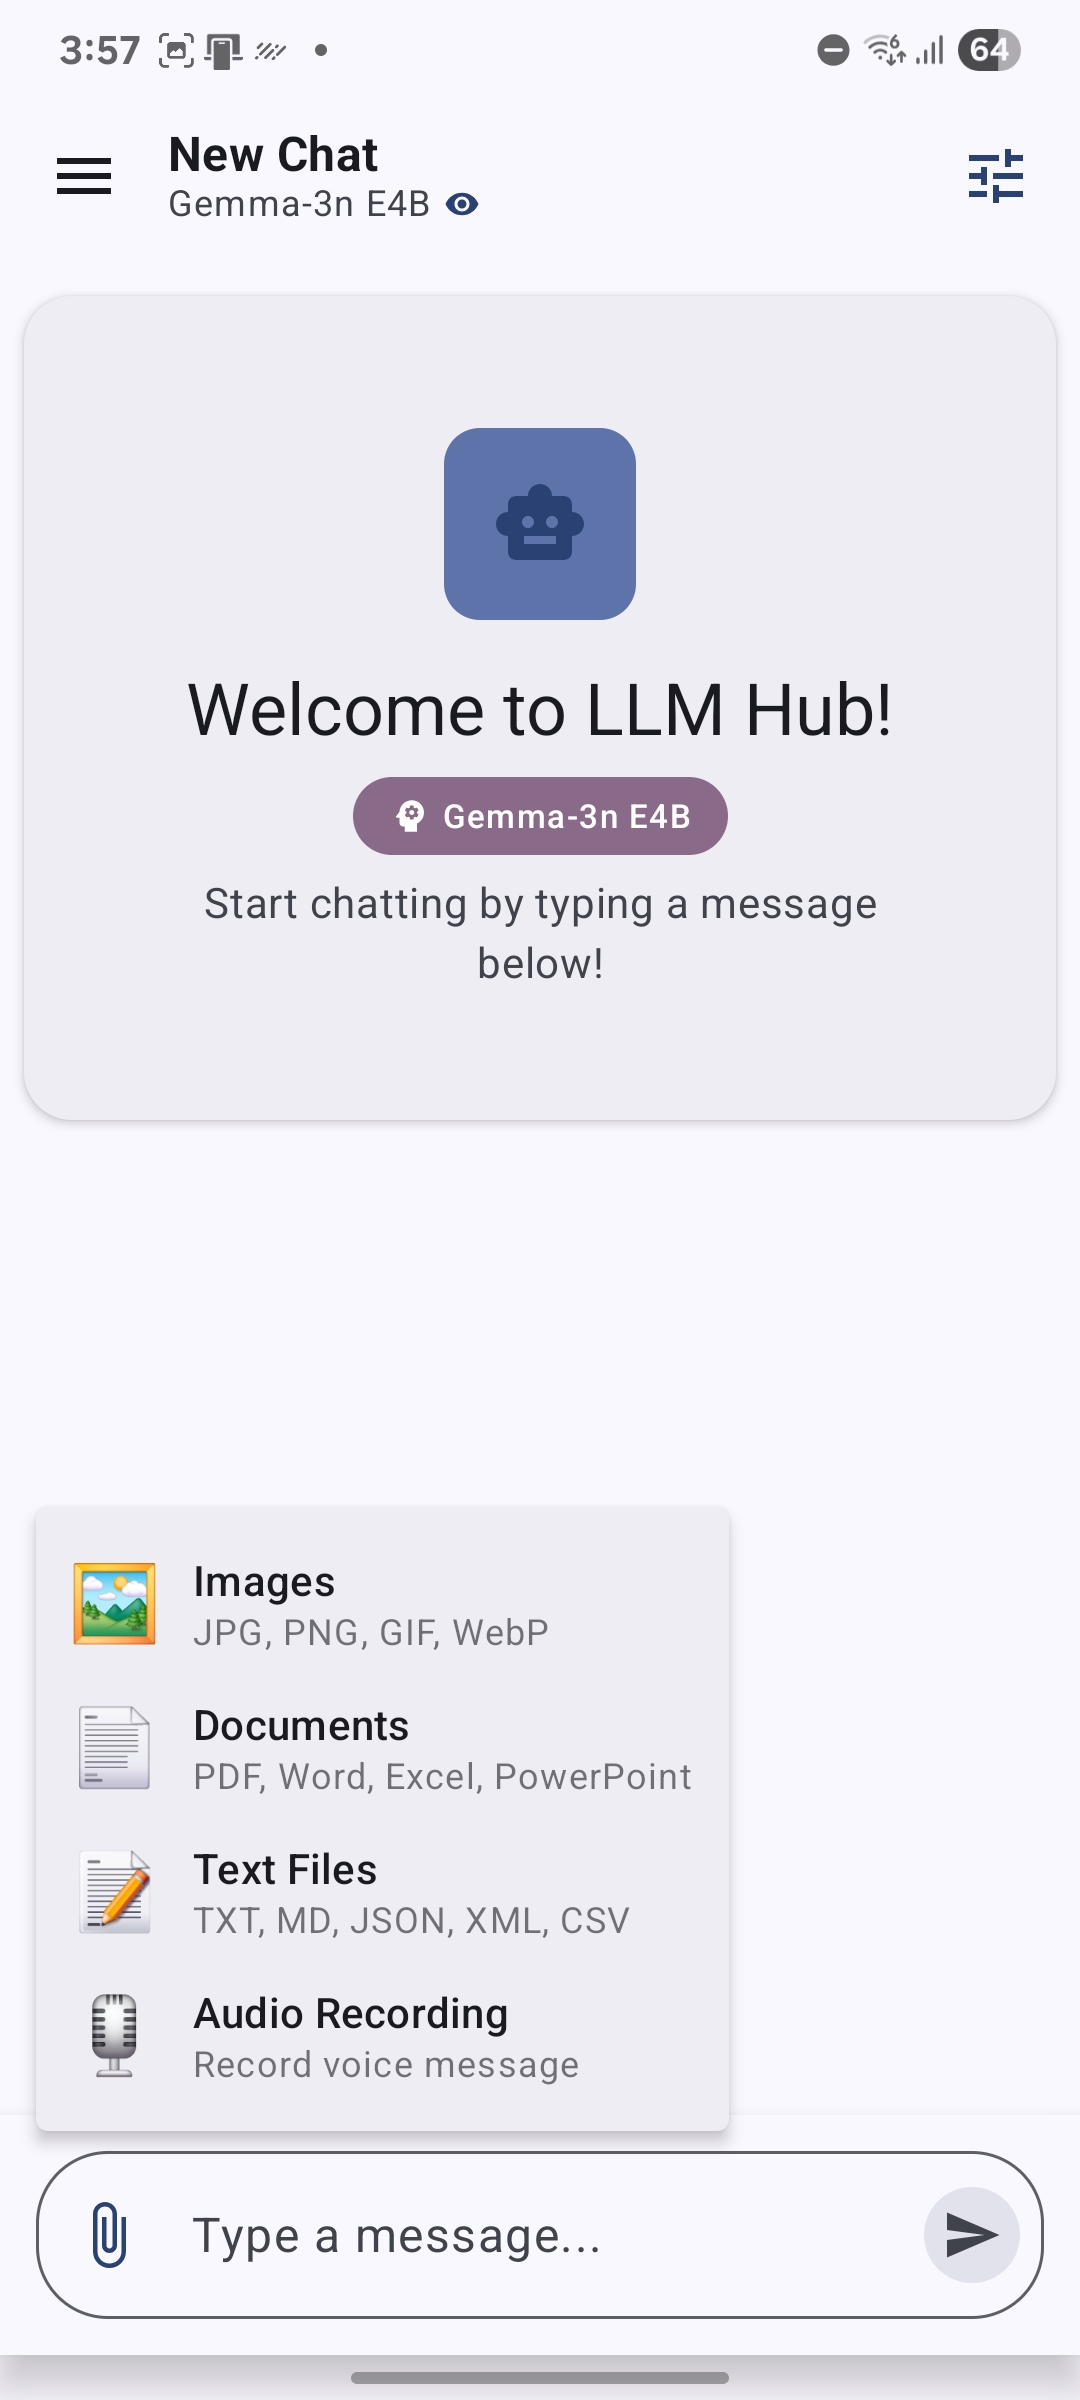 3:57
6
64
New Chat
Gemma-3n E4B
Welcome to LLM Hub!
Gemma-3n E4B
Start chatting by typing a message
below!
Images
JPG, PNG, GIF, WebP
Documents
PDF, Word, Excel, PowerPoint
Text Files
TXT, MD, JSON, XML, CSV
Audio Recording
Record voice message
Type a message...